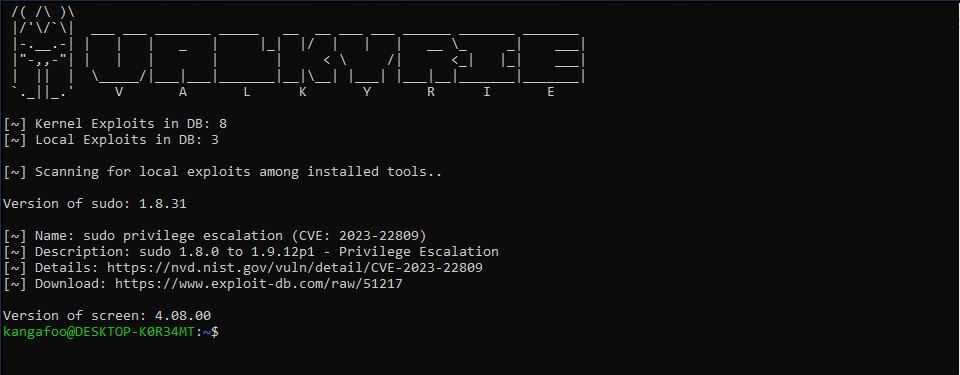 V A L K Y R I E
[~] Kernel Exploits in DB: 8
[~] Local Exploits in DB: 3
[~] Scanning for local exploits among installed tools..
Version of sudo: 1.8.31
[~] Name: sudo privilege escalation (CVE: 2023-22809)
[~] Description: sudo 1.8.0 to 1.9.12p1 - Privilege Escalation
[~] Details: https://nvd.nist.gov/vuln/detail/CVE-2023-22809
[~] Download: https://www.exploit-db.com/raw/51217
Version of screen: 4.08.00
kangafoo@DESKTOP-K0R34MT:~$